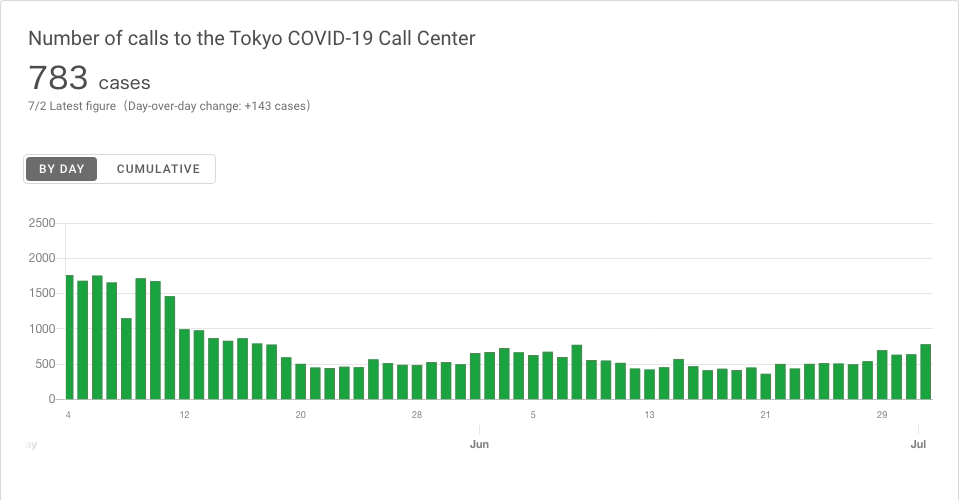 Number of calls to the Tokyo COVID-19 Call Center
783 cases
7/2 Latest figure（Day-over-day change: +143 cases）
BY DAY CUMULATIVE
2500
2000
1500
1000
500
0
4 12 20 28 5 13 21 29
ay Jun Jul